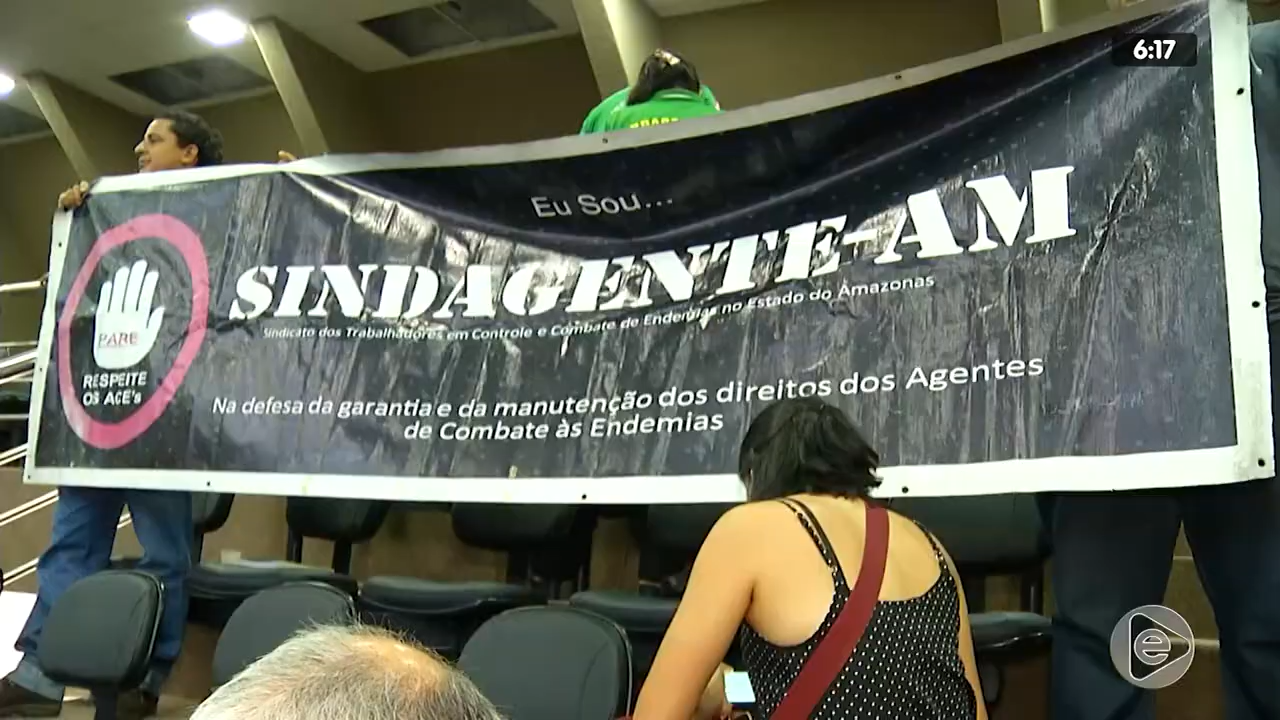 6:17
BRASIL
Eu Sou...
SINDAGENTE-AM
Sindicato dos Trabalhadores em Controle e Combate de Endemias no Estado do Amazonas
PARE
RESPEITE
OS ACE's
Na defesa da garantia e da manutenção dos direitos dos Agentes
de Combate às Endemias
e